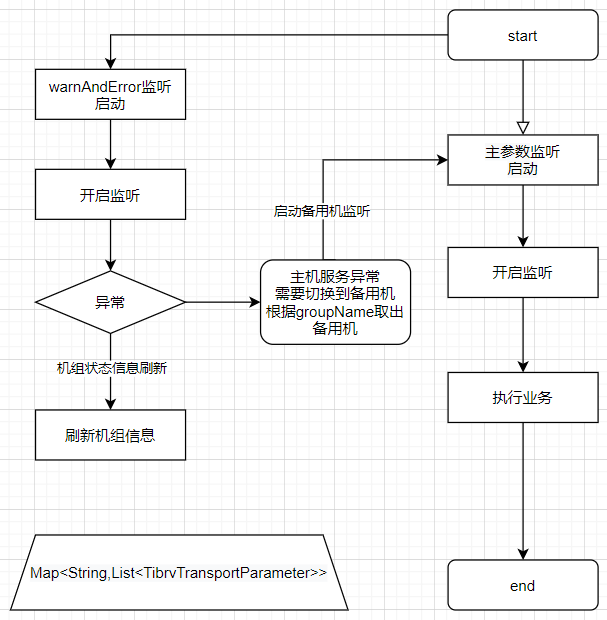 start
warnAndError监听
启动
主参数监听
启动
开启监听
启动备用机监听
开启监听
主机服务异常
需要切换到备用机
根据groupName取出
备用机
异常
机组状态信息刷新
执行业务
刷新机组信息
Map<String,List<TibrvTransportParameter>>
end